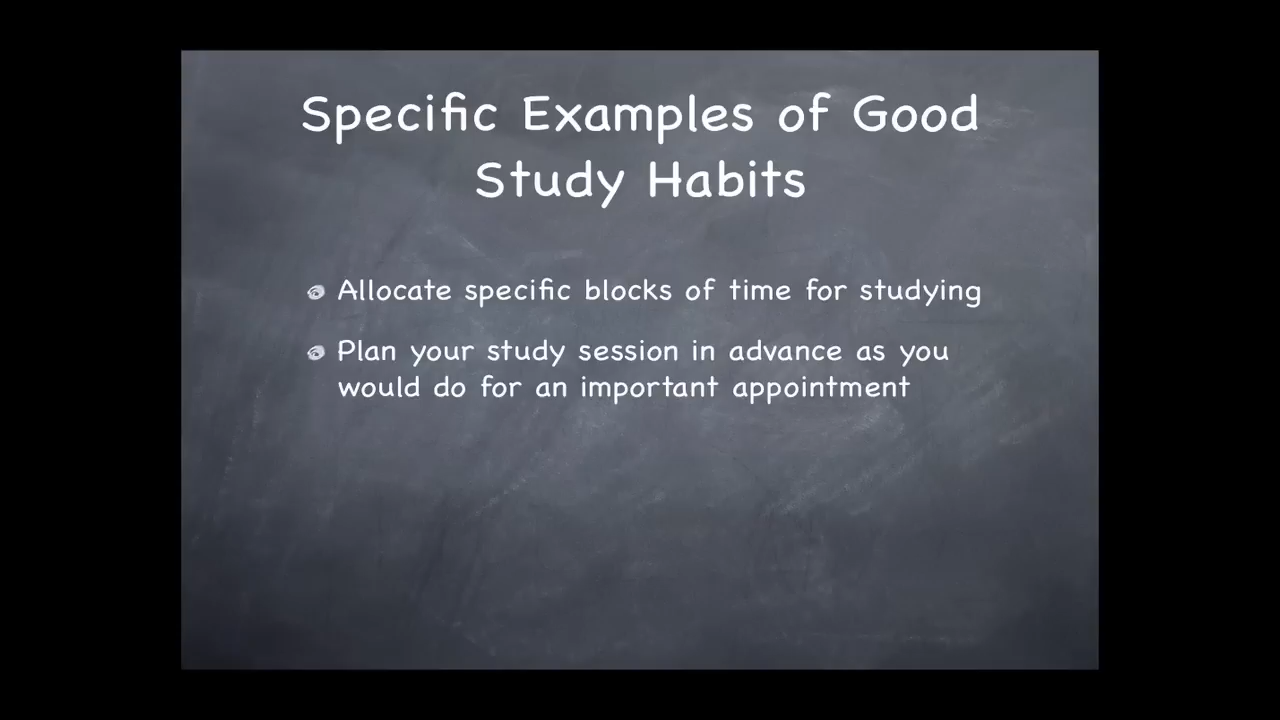 Specific Examples of Good
Study Habits
Allocate specific blocks of time for studying
Plan your study session in advance as you
would do for an important appointment